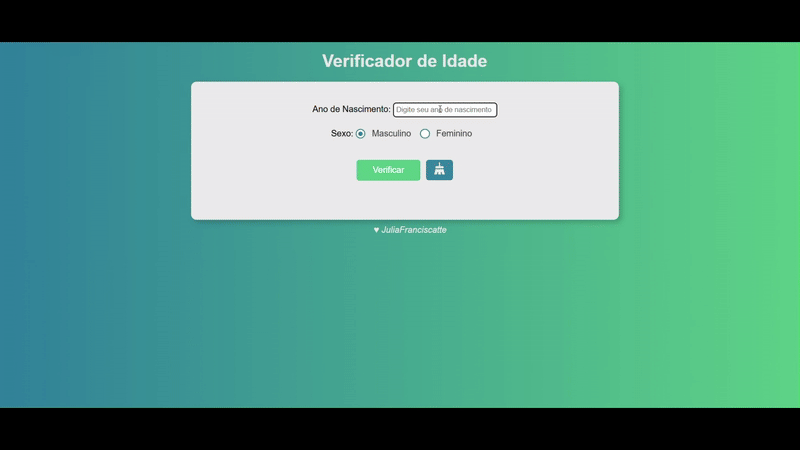 Verificador de Idade
Ano de Nascimento: Digite seu ano de nascimento
Sexo: Masculino Feminino
Verificar
♥ JuliaFranciscatte